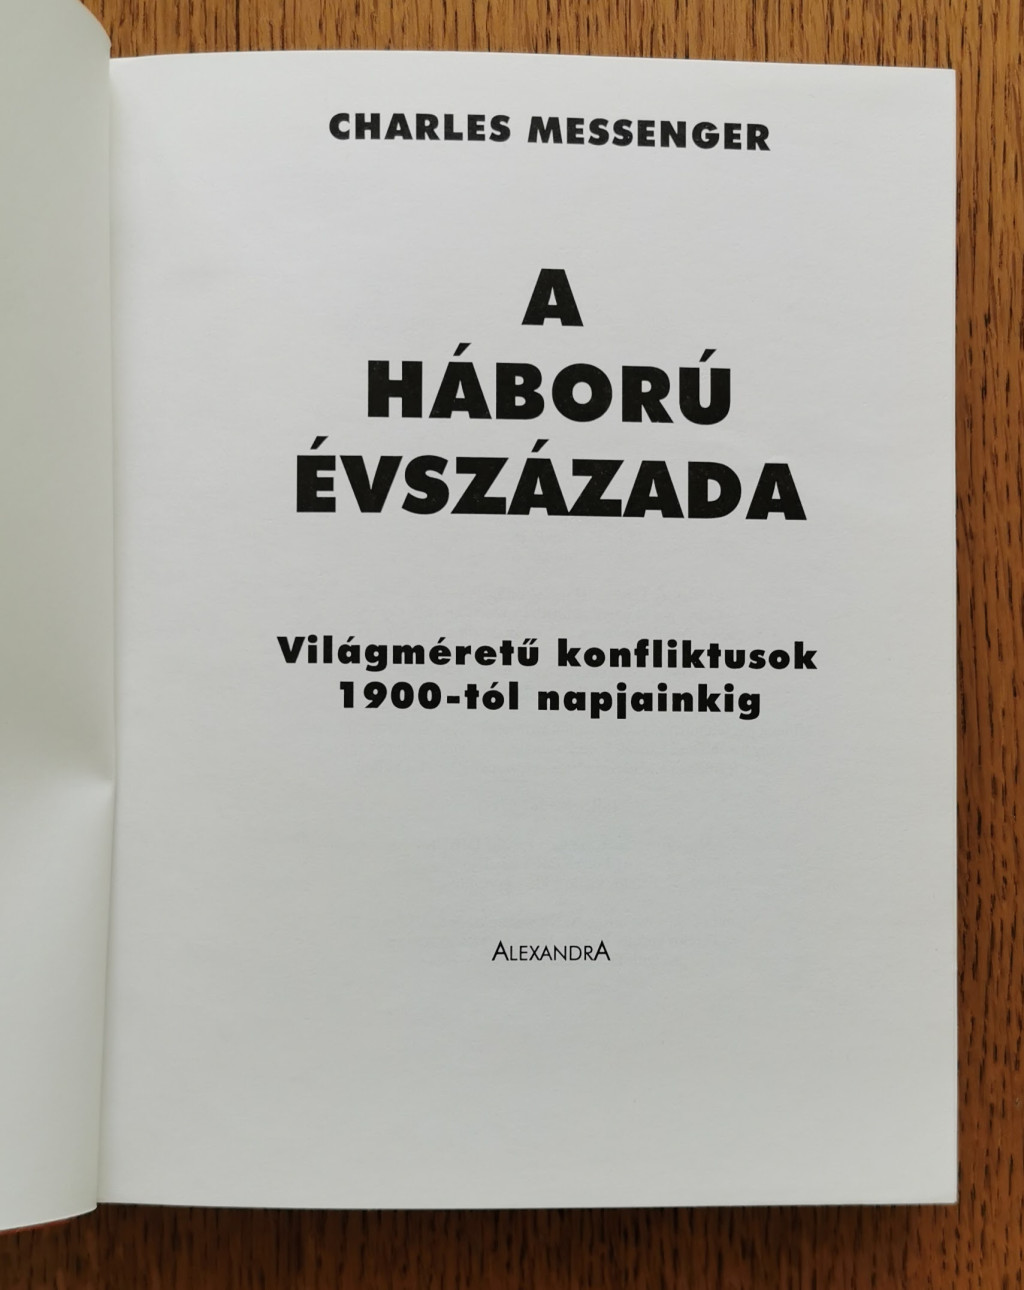 CHARLES MESSENGER
A
HÁBORÚ
ÉVSZÁZADA
Világméretű konfliktusok
1900-tól napjainkig
ALEXANDRA